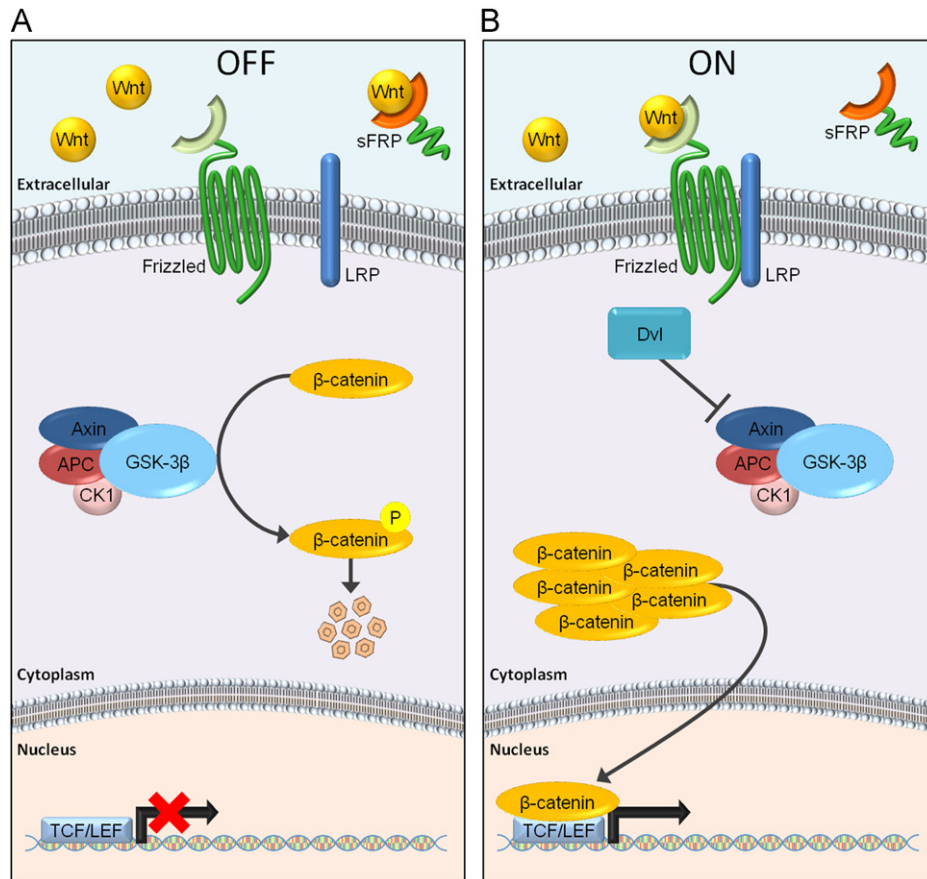 A
OFF
Wnt
Wnt
Wnt
sFRP
Extracellular
Frizzled
LRP
β-catenin
Axin
APC
GSK-3β
CK1
P
β-catenin
Cytoplasm
Nucleus
TCF/LEF
B
ON
Wnt
Wnt
sFRP
Extracellular
Frizzled
LRP
Dvl
Axin
APC
GSK-3β
CK1
β-catenin
β-catenin
β-catenin
β-catenin
β-catenin
Cytoplasm
Nucleus
β-catenin
TCF/LEF